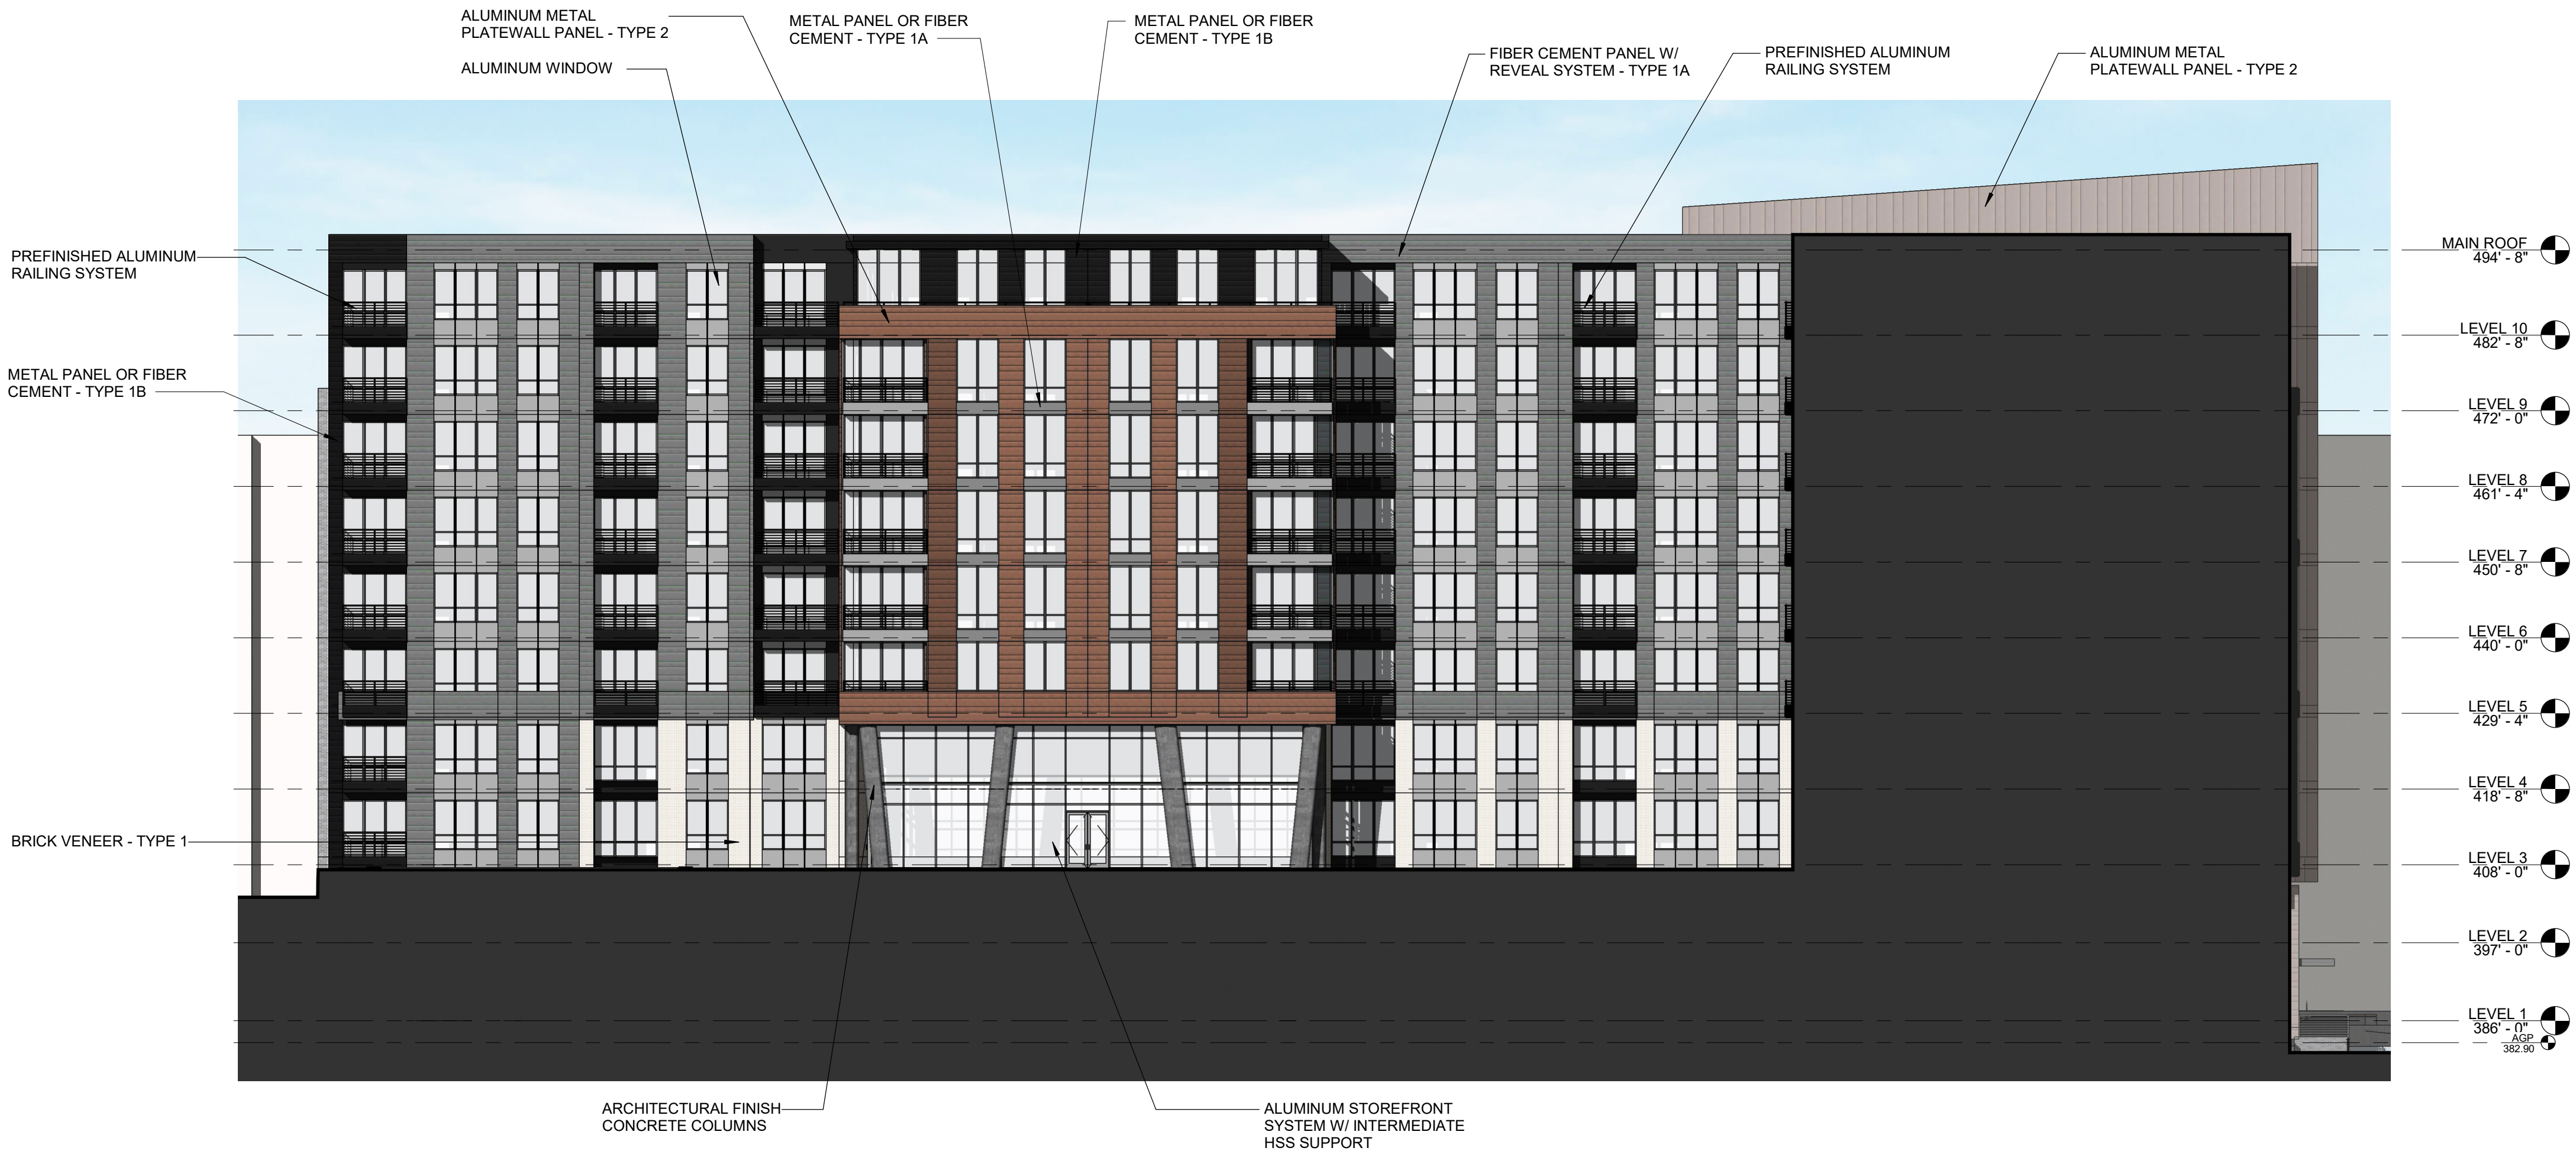 ALUMINUM METAL
PLATEWALL PANEL - TYPE 2
METAL PANEL OR FIBER
CEMENT - TYPE 1A
METAL PANEL OR FIBER
CEMENT - TYPE 1B
FIBER CEMENT PANEL W/
REVEAL SYSTEM - TYPE 1A
PREFINISHED ALUMINUM
RAILING SYSTEM
ALUMINUM METAL
PLATEWALL PANEL - TYPE 2
ALUMINUM WINDOW
PREFINISHED ALUMINUM
RAILING SYSTEM
METAL PANEL OR FIBER
CEMENT - TYPE 1B
BRICK VENEER - TYPE 1
MAIN ROOF
494' - 8"
LEVEL 10
482' - 8"
LEVEL 9
472' - 0"
LEVEL 8
461' - 4"
LEVEL 7
450' - 8"
LEVEL 6
440' - 0"
LEVEL 5
429' - 4"
LEVEL 4
418' - 8"
LEVEL 3
408' - 0"
LEVEL 2
397' - 0"
LEVEL 1
386' - 0"
AGP
382.90
ARCHITECTURAL FINISH
CONCRETE COLUMNS
ALUMINUM STOREFRONT
SYSTEM W/ INTERMEDIATE
HSS SUPPORT